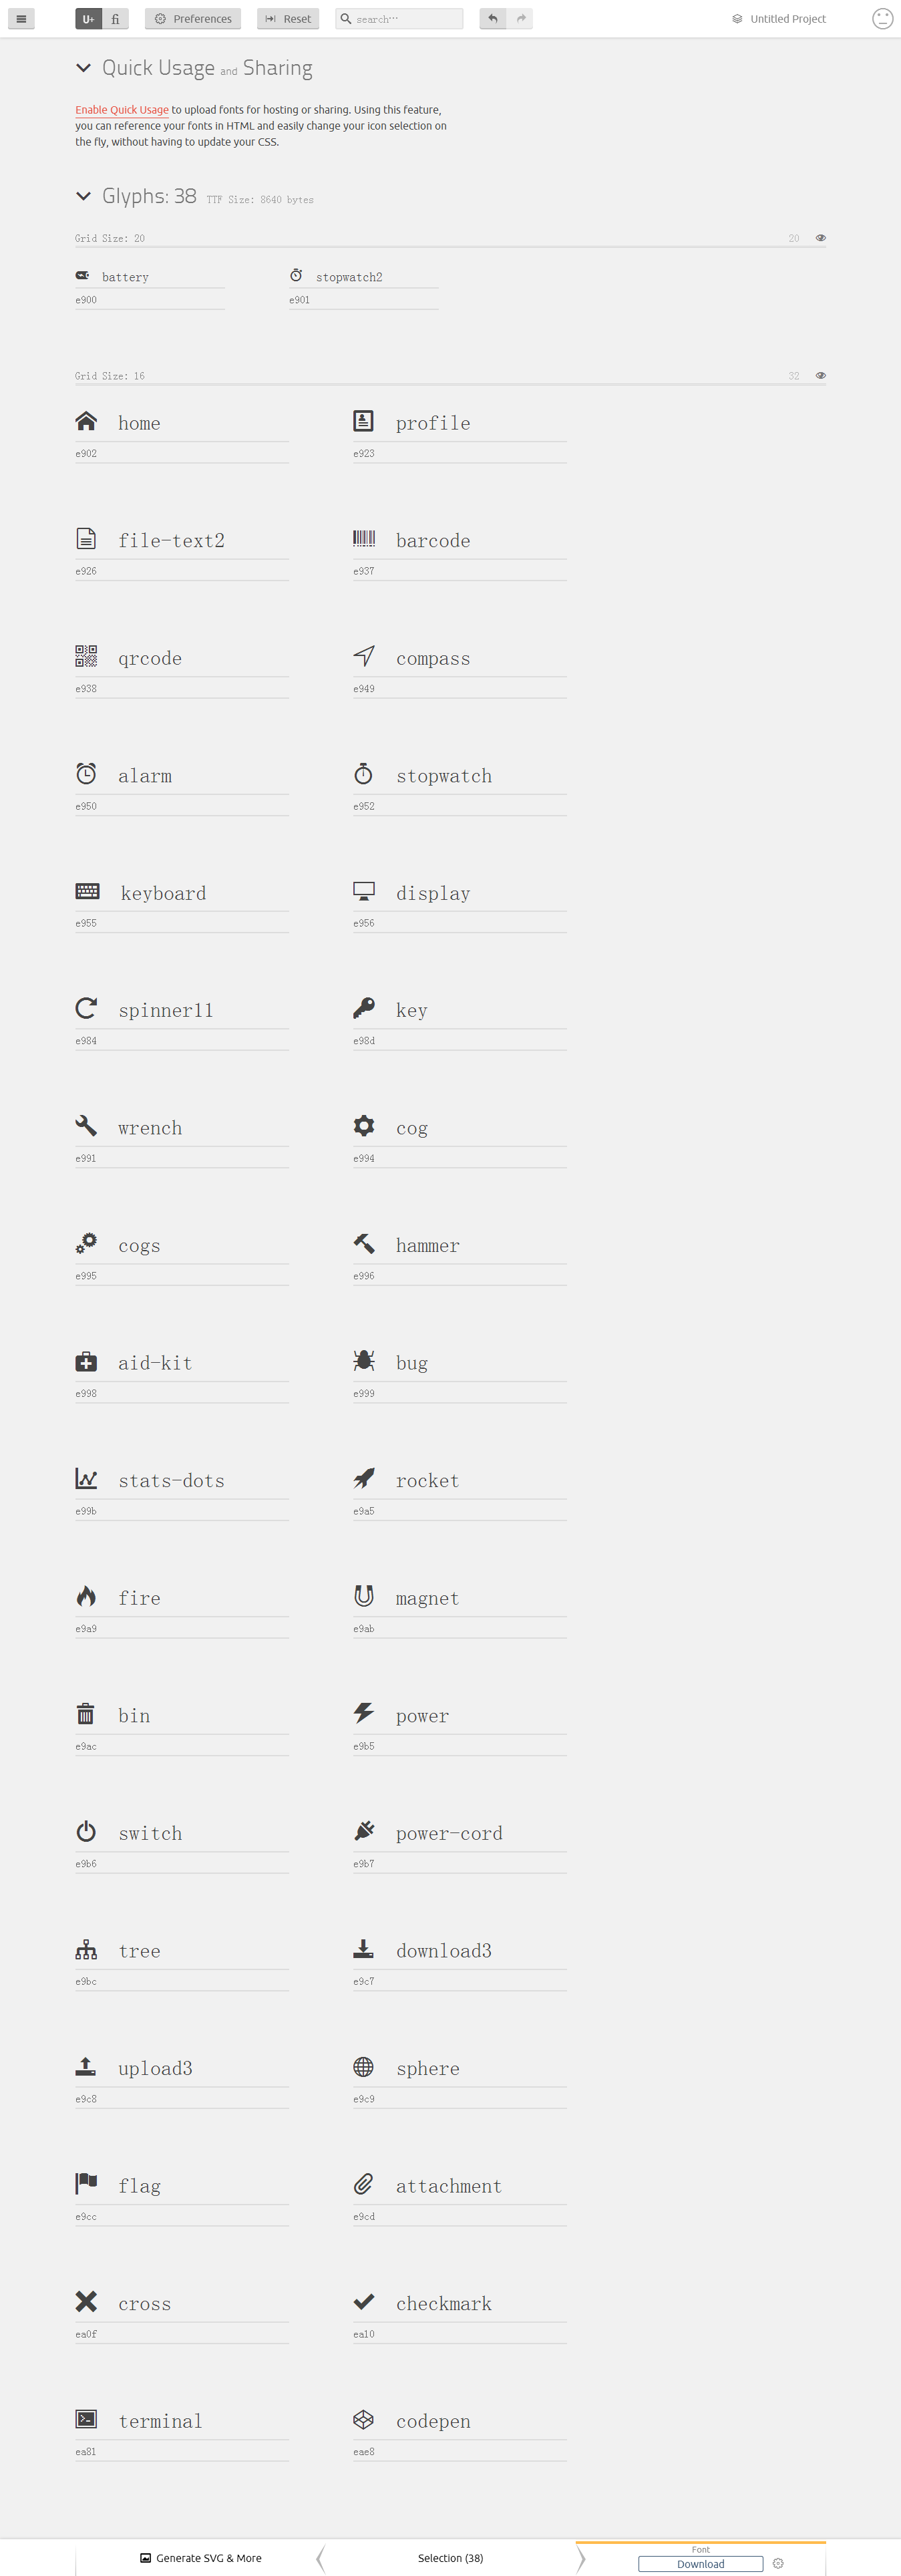 U+ fi Preferences Reset search… Untitled Project
Quick Usage and Sharing
Enable Quick Usage to upload fonts for hosting or sharing. Using this feature,
you can reference your fonts in HTML and easily change your icon selection on
the fly, without having to update your CSS.
Glyphs: 38 TTF Size: 8640 bytes
Grid Size: 20 20
battery stopwatch2
e900 e901
Grid Size: 16 32
home profile
e902 e923
file-text2 barcode
e926 e937
qrcode compass
e938 e949
alarm stopwatch
e950 e952
keyboard display
e955 e956
spinner11 key
e984 e98d
wrench cog
e991 e994
cogs hammer
e995 e996
aid-kit bug
e998 e999
stats-dots rocket
e99b e9a5
fire magnet
e9a9 e9ab
bin power
e9ac e9b5
switch power-cord
e9b6 e9b7
tree download3
e9bc e9c7
upload3 sphere
e9c8 e9c9
flag attachment
e9cc e9cd
cross checkmark
ea0f ea10
terminal codepen
ea81 eae8
Generate SVG & More Selection (38) Font
Download